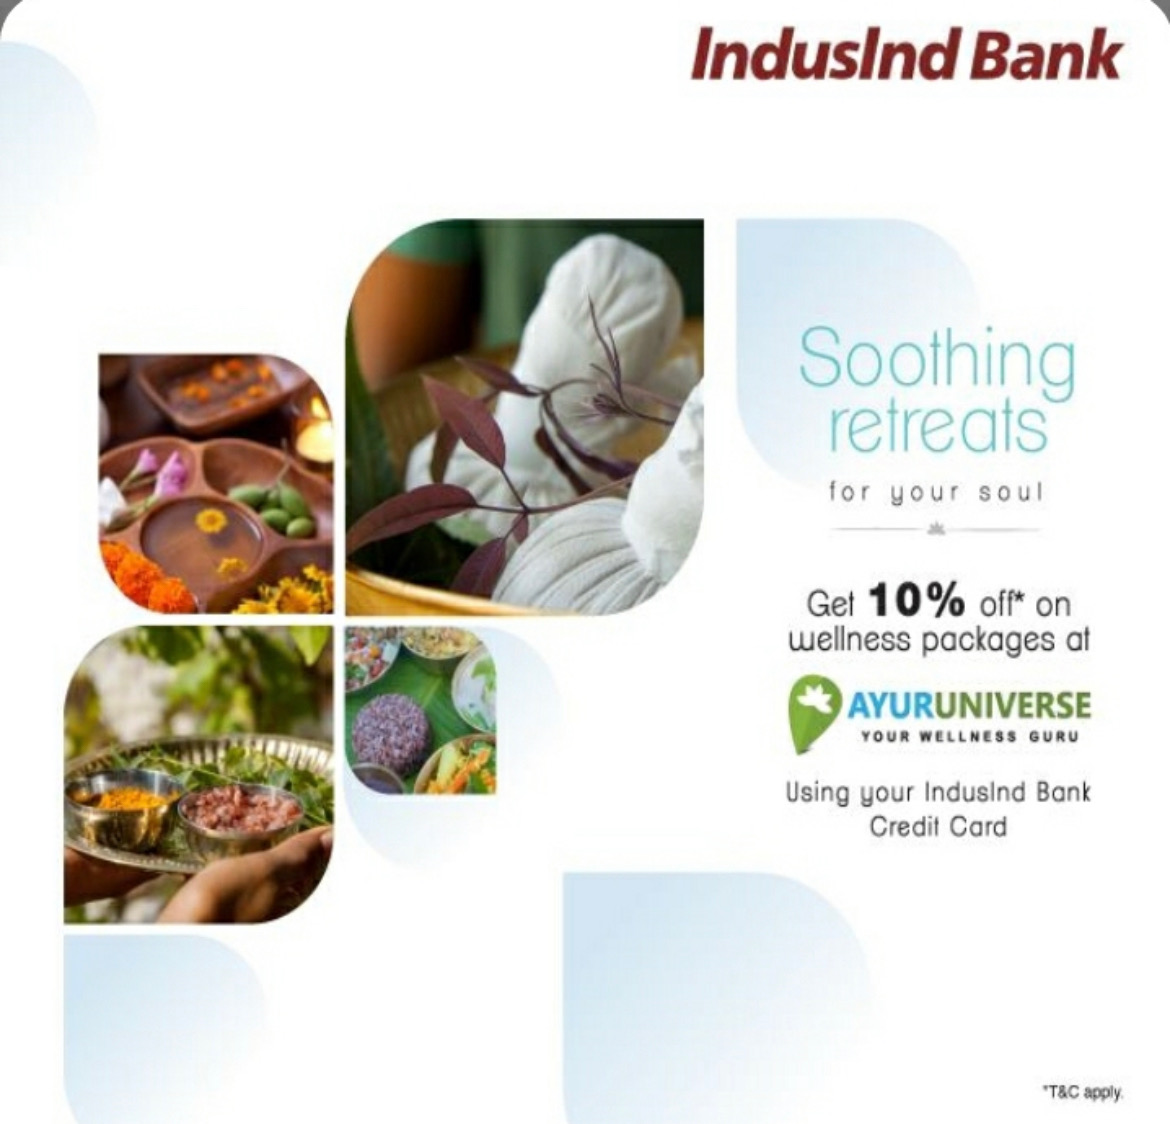 IndusInd Bank
Soothing
retreats
for your soul
Get 10% off* on
wellness packages at
AYURUNIVERSE
YOUR WELLNESS GURU
Using your IndusInd Bank
Credit Card
*T&C apply.